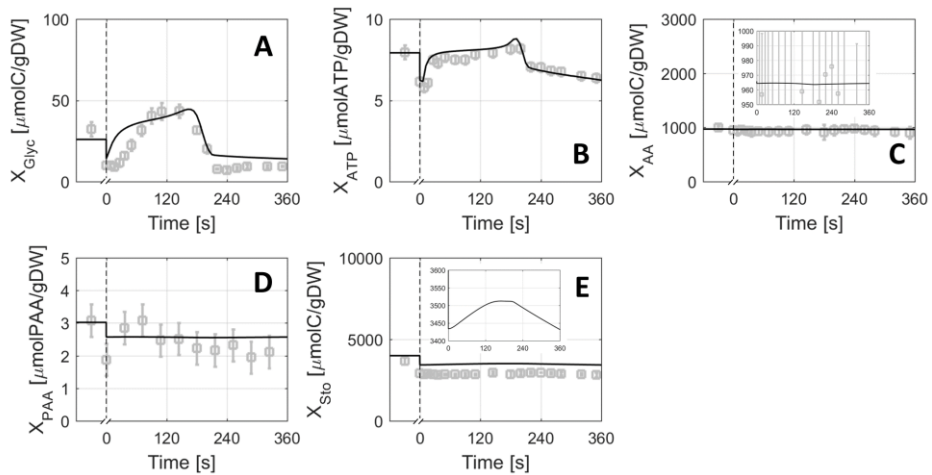 A
X_Glyc [μmolC/gDW]
100
50
0
0 120 240 360
Time [s]
B
X_ATP [μmolATP/gDW]
10
5
0
0 120 240 360
Time [s]
C
X_AA [μmolC/gDW]
3000
2000
1000
0
0 120 240 360
Time [s]
1000
990
980
970
960
950
0 120 240 360
D
X_PAA [μmolPAA/gDW]
5
4
3
2
1
0
0 120 240 360
Time [s]
E
X_Sto [μmolC/gDW]
10000
5000
0
0 120 240 360
Time [s]
3600
3550
3500
3450
3400
0 120 240 360